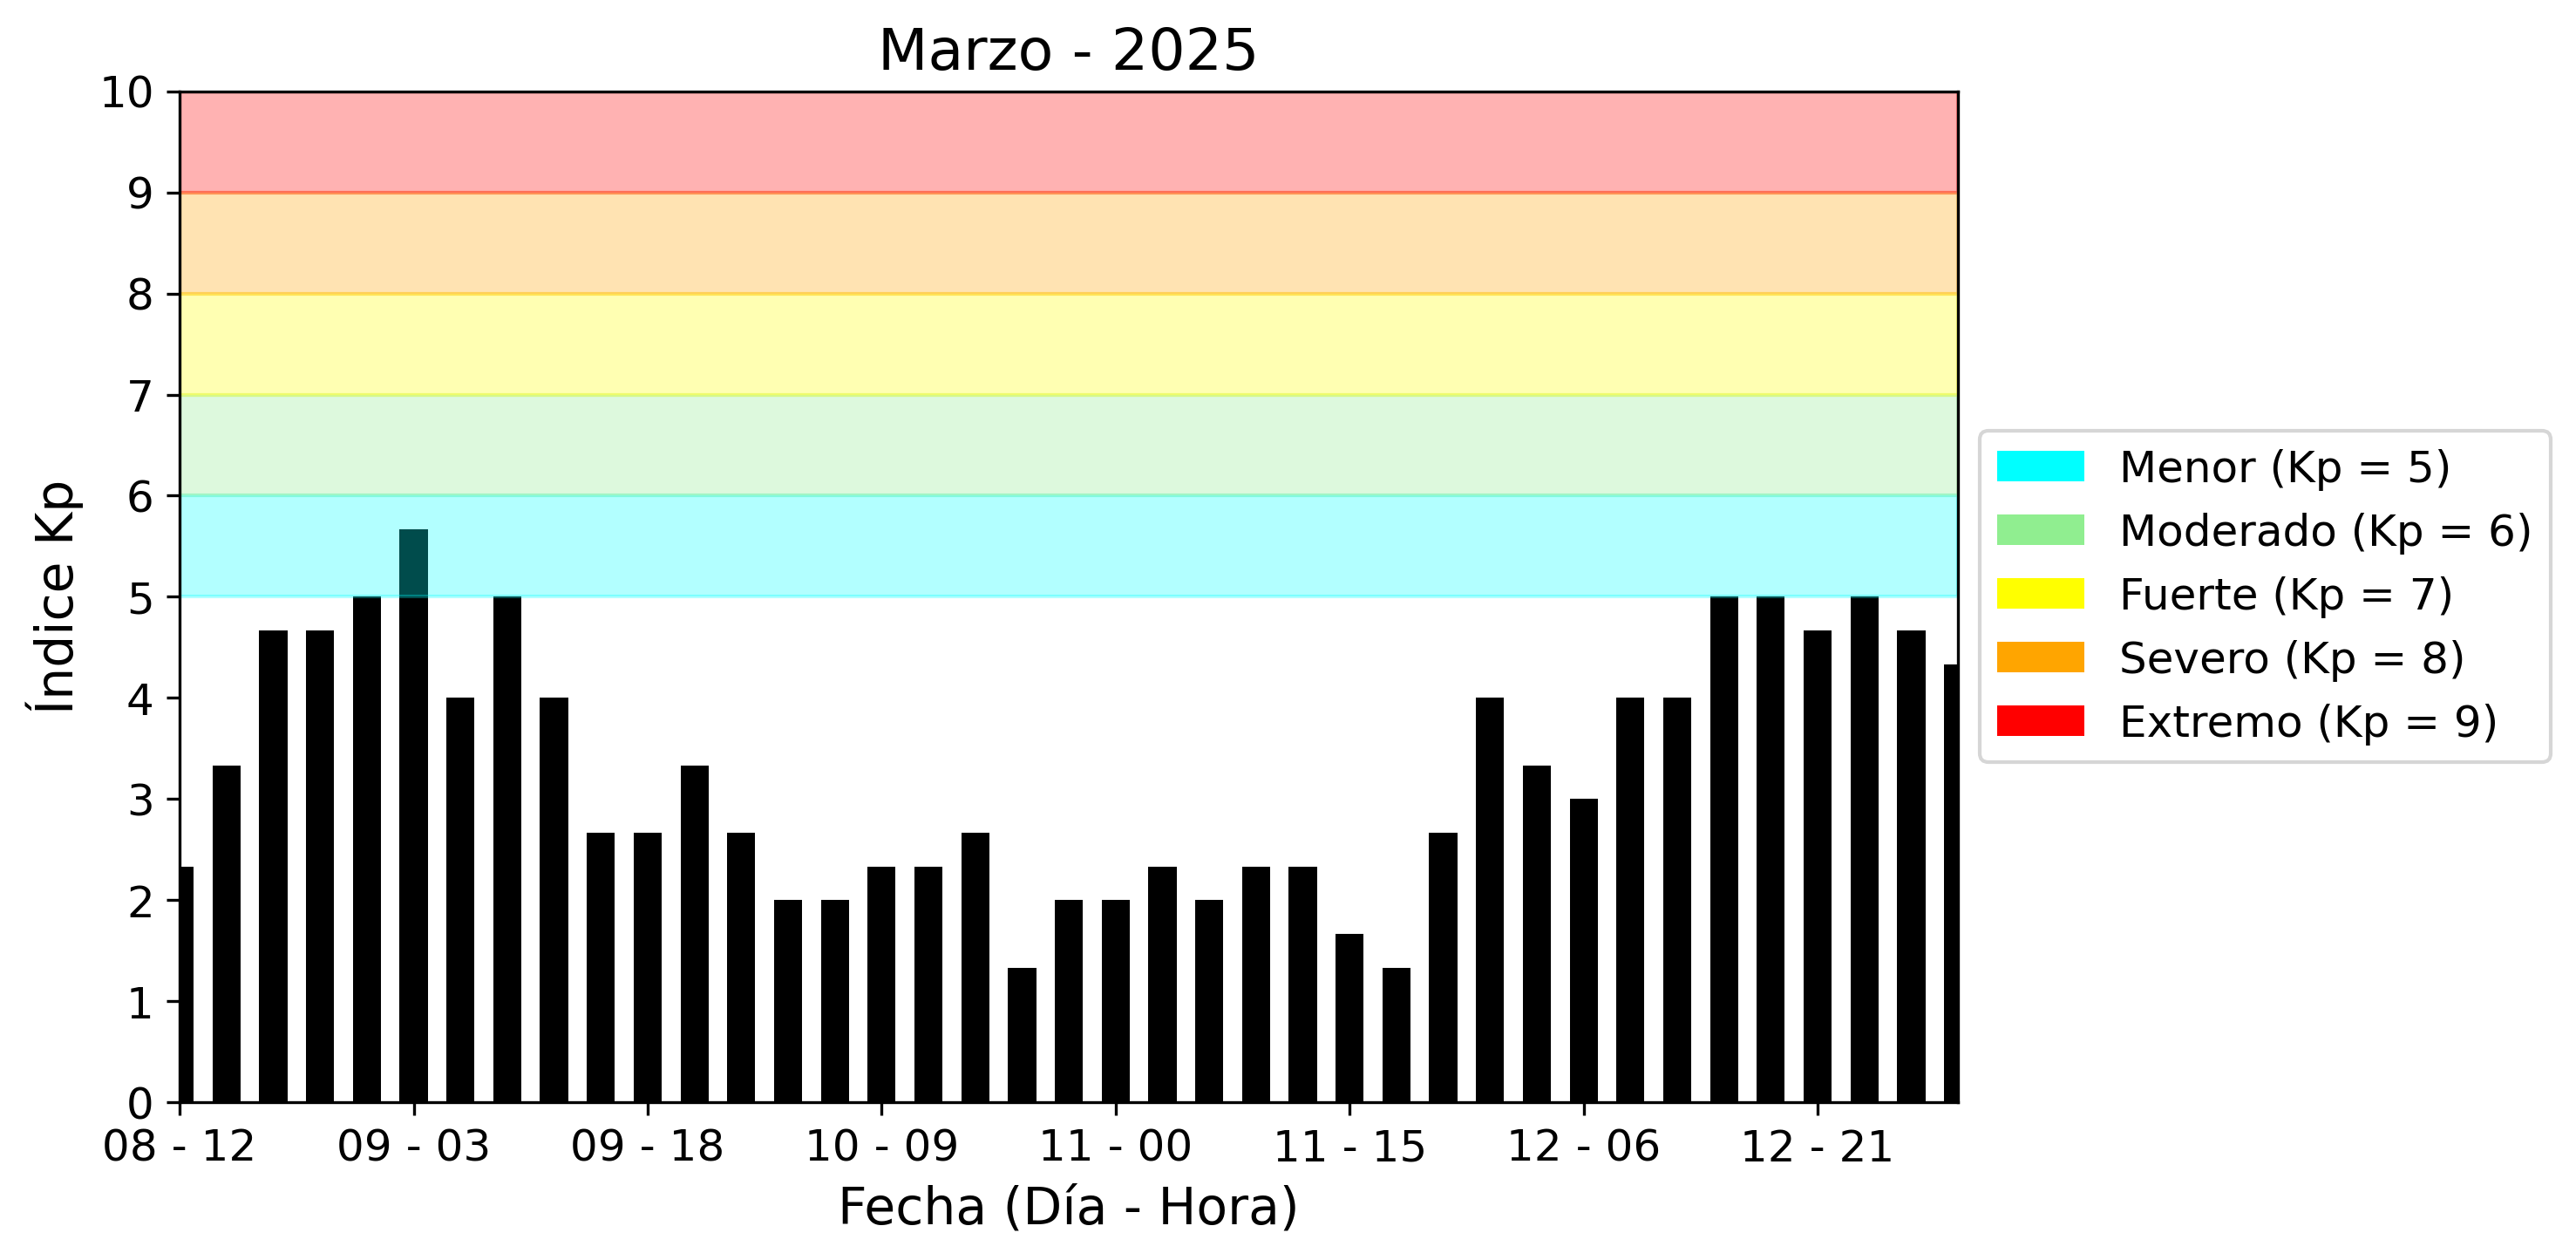 Marzo - 2025
10
9
8
7
6
5
4
3
2
1
0
Índice Kp
08 - 12
09 - 03
09 - 18
10 - 09
11 - 00
11 - 15
12 - 06
12 - 21
Fecha (Día - Hora)
Menor (Kp = 5)
Moderado (Kp = 6)
Fuerte (Kp = 7)
Severo (Kp = 8)
Extremo (Kp = 9)